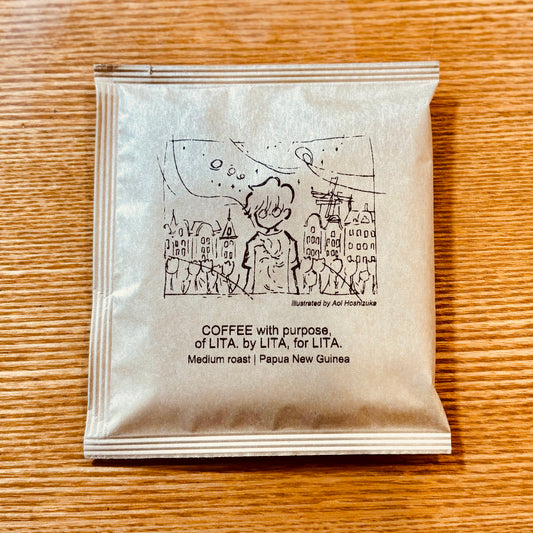 Illustrated by Aoi Hoshizuka
COFFEE with purpose,
of LITA. by LITA, for LITA.
Medium roast | Papua New Guinea